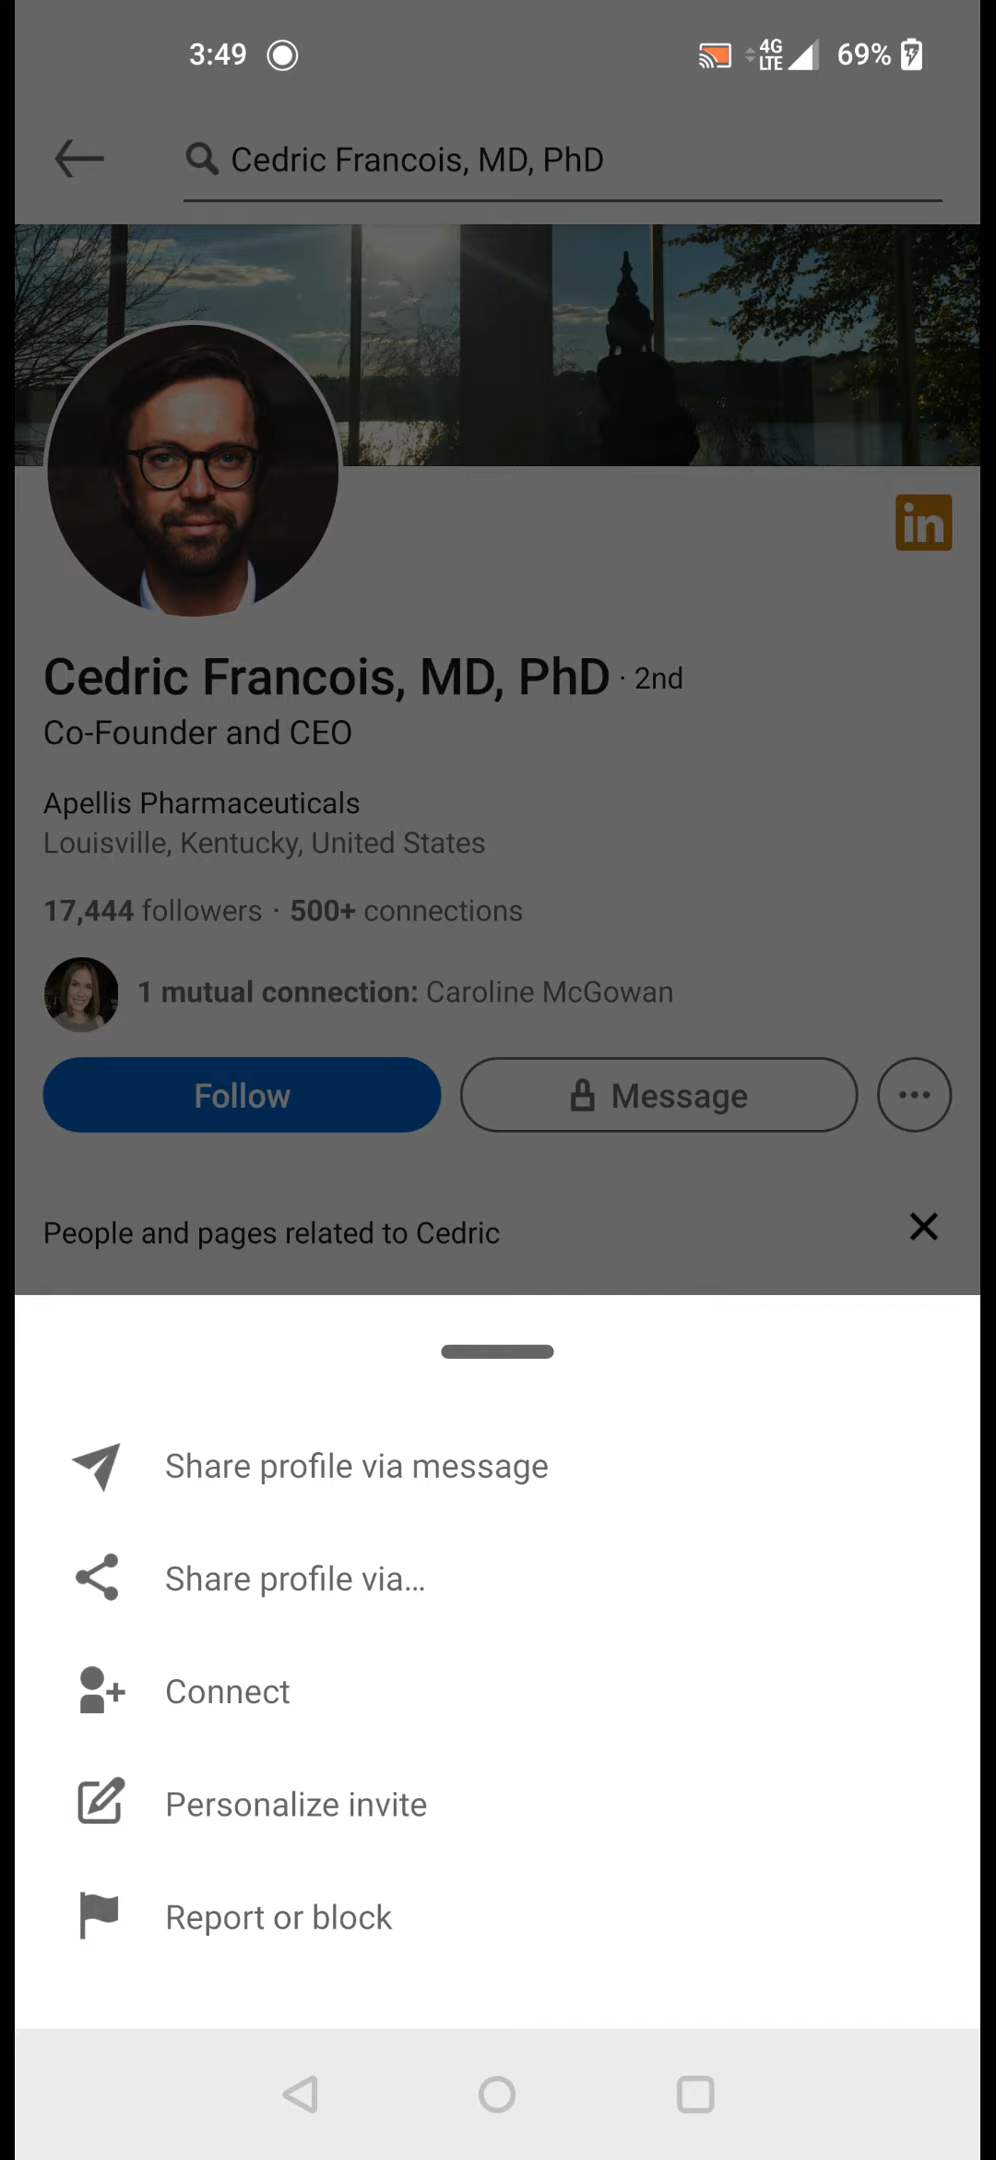 3:49
4G
LTE
69%
Cedric Francois, MD, PhD
in
Cedric Francois, MD, PhD · 2nd
Co-Founder and CEO
Apellis Pharmaceuticals
Louisville, Kentucky, United States
17,444 followers · 500+ connections
1 mutual connection: Caroline McGowan
Follow
Message
People and pages related to Cedric
Share profile via message
Share profile via...
Connect
Personalize invite
Report or block